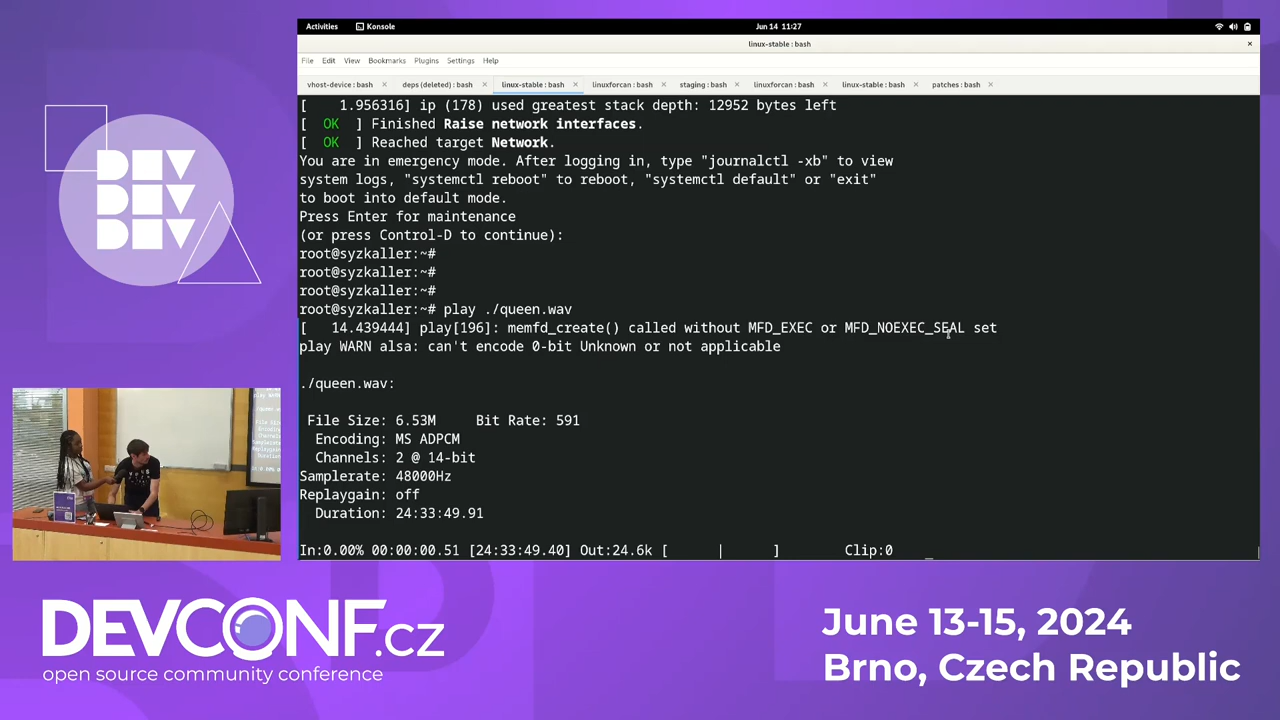 Activities
Konsole
Jun 14 11:27
linux-stable : bash
File Edit View Bookmarks Plugins Settings Help
vhost-device : bash
deps (deleted) : bash
linux-stable : bash
linuxforcan : bash
staging : bash
linuxforcan : bash
linux-stable : bash
patches : bash
[    1.956316] ip (178) used greatest stack depth: 12952 bytes left
[  OK  ] Finished Raise network interfaces.
[  OK  ] Reached target Network.
You are in emergency mode. After logging in, type "journalctl -xb" to view
system logs, "systemctl reboot" to reboot, "systemctl default" or "exit"
to boot into default mode.
Press Enter for maintenance
(or press Control-D to continue):
root@syzkaller:~#
root@syzkaller:~#
root@syzkaller:~#
root@syzkaller:~# play ./queen.wav
[   14.439444] play[196]: memfd_create() called without MFD_EXEC or MFD_NOEXEC_SEAL set
play WARN alsa: can't encode 0-bit Unknown or not applicable
./queen.wav:
File Size: 6.53M     Bit Rate: 591
Encoding: MS ADPCM
Channels: 2 @ 14-bit
Samplerate: 48000Hz
Replaygain: off
Duration: 24:33:49.91
In:0.00% 00:00:00.51 [24:33:49.40] Out:24.6k [      |      ]        Clip:0
DEV
DEV
DEV
DEVCONF.cz
open source community conference
June 13-15, 2024
Brno, Czech Republic